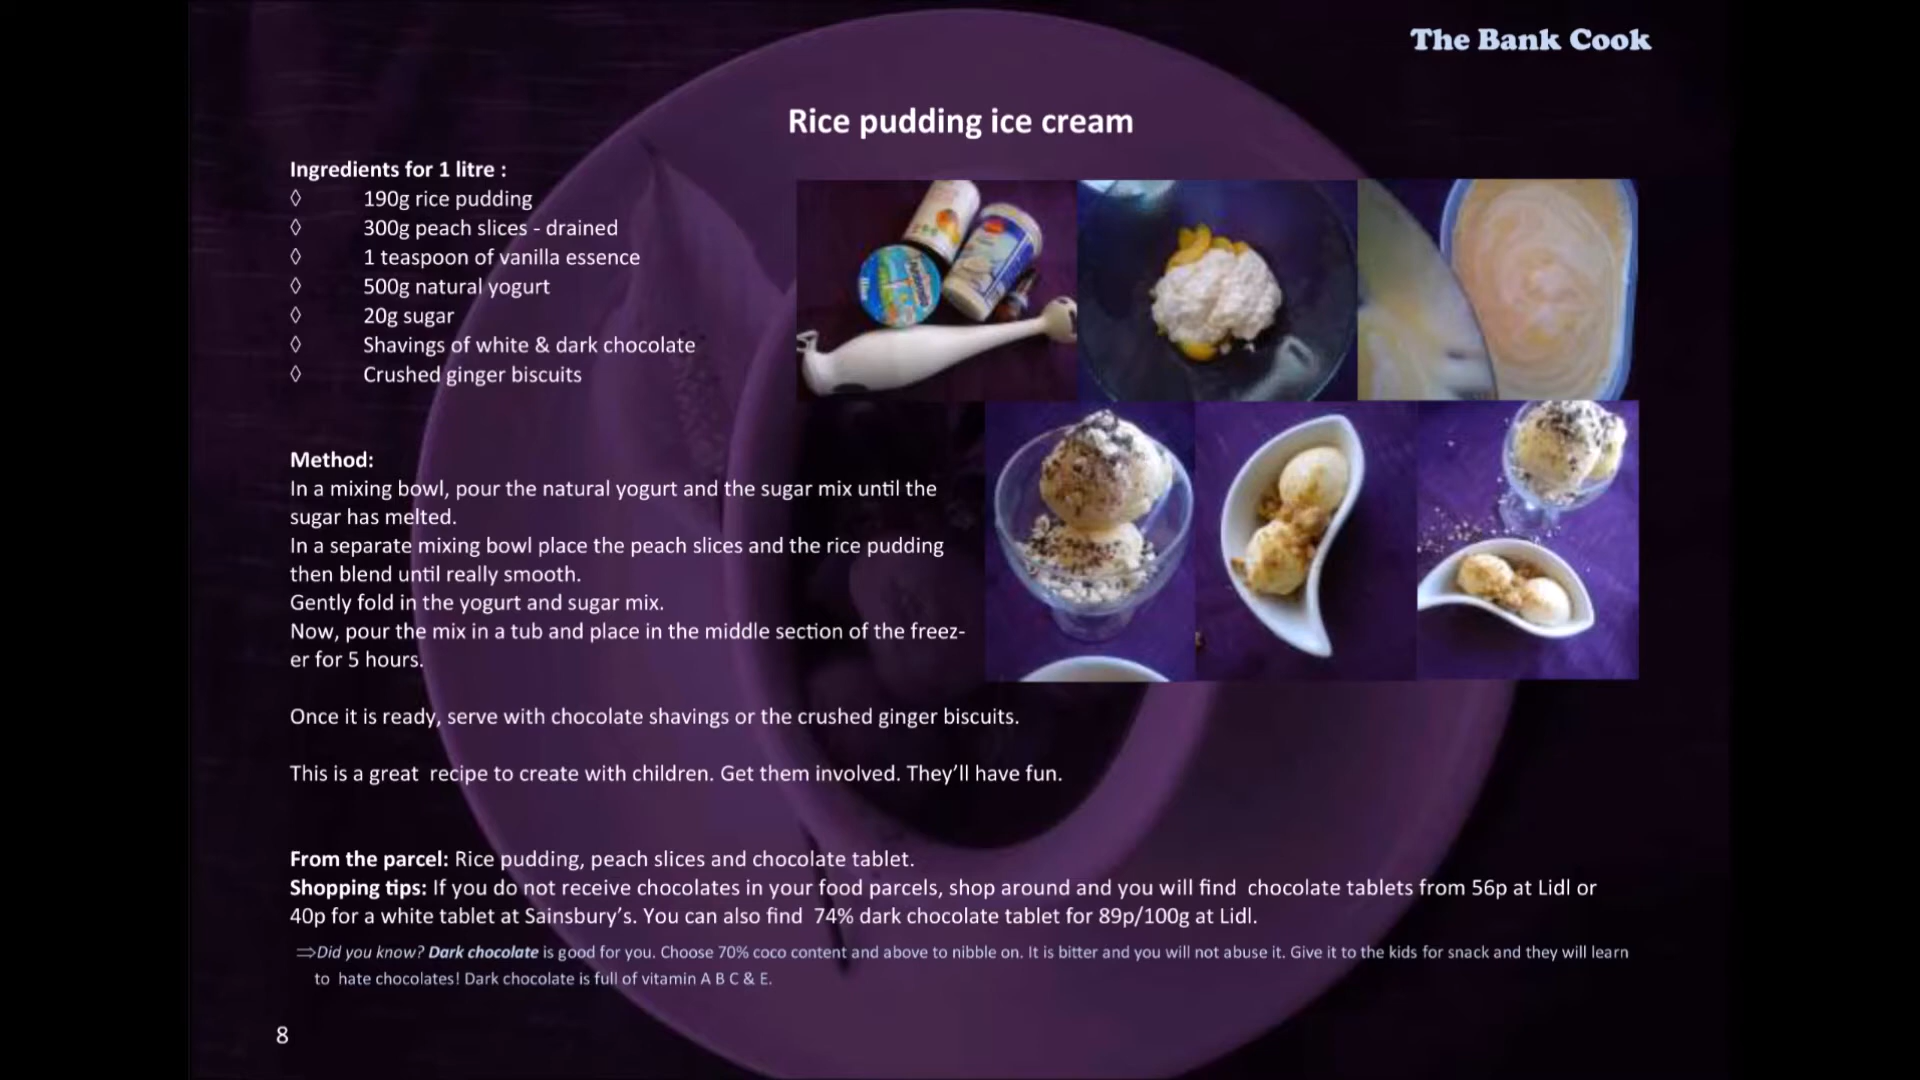 The Bank Cook
Rice pudding ice cream
Ingredients for 1 litre :
◊ 190g rice pudding
◊ 300g peach slices - drained
◊ 1 teaspoon of vanilla essence
◊ 500g natural yogurt
◊ 20g sugar
◊ Shavings of white & dark chocolate
◊ Crushed ginger biscuits
Method:
In a mixing bowl, pour the natural yogurt and the sugar mix until the
sugar has melted.
In a separate mixing bowl place the peach slices and the rice pudding
then blend until really smooth.
Gently fold in the yogurt and sugar mix.
Now, pour the mix in a tub and place in the middle section of the freez-
er for 5 hours.
Once it is ready, serve with chocolate shavings or the crushed ginger biscuits.
This is a great  recipe to create with children. Get them involved. They’ll have fun.
From the parcel: Rice pudding, peach slices and chocolate tablet.
Shopping tips: If you do not receive chocolates in your food parcels, shop around and you will find  chocolate tablets from 56p at Lidl or
40p for a white tablet at Sainsbury’s. You can also find  74% dark chocolate tablet for 89p/100g at Lidl.
⇒Did you know? Dark chocolate is good for you. Choose 70% coco content and above to nibble on. It is bitter and you will not abuse it. Give it to the kids for snack and they will learn
to  hate chocolates! Dark chocolate is full of vitamin A B C & E.
8